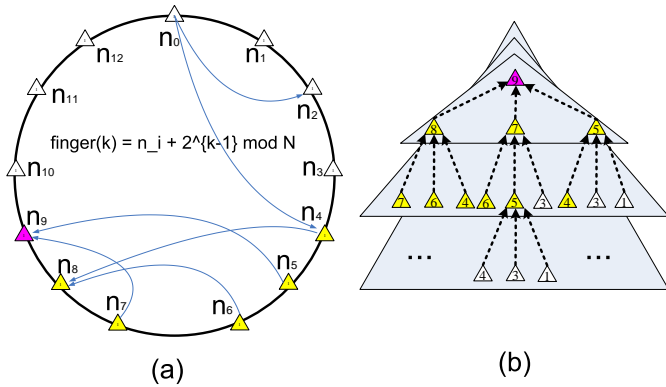 n0
n12
n1
n11
n2
finger(k) = n_i + 2^{k-1} mod N
n10
n3
n9
n4
n8
n5
n7
n6
(a)
9
8 7 5
7 6 4 6 5 3 4 3 1
... 4 3 1 ...
(b)